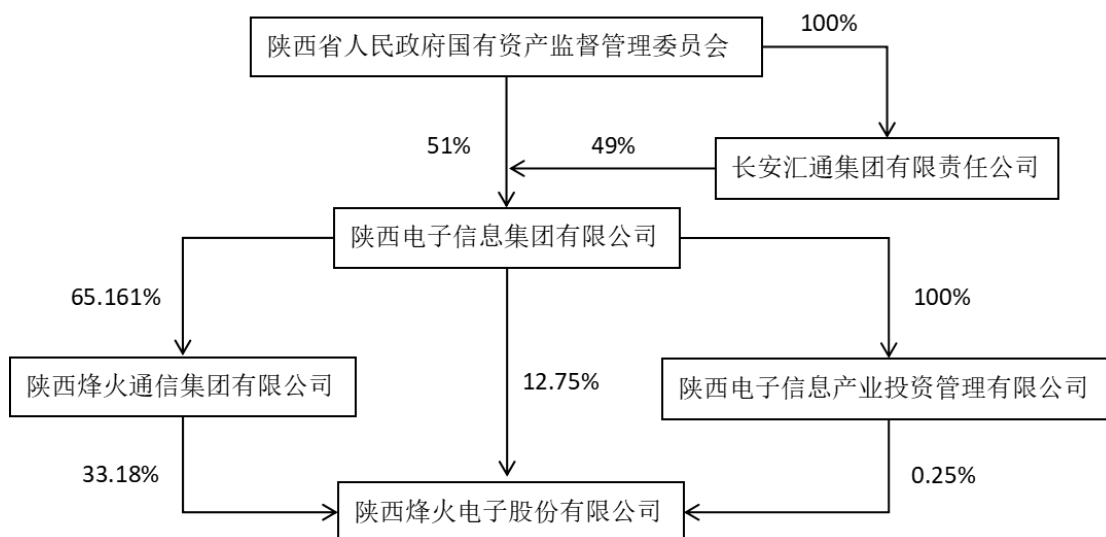 陕西省人民政府国有资产监督管理委员会
100%
51%
49%
长安汇通集团有限责任公司
陕西电子信息集团有限公司
65.161%
100%
陕西烽火通信集团有限公司
12.75%
陕西电子信息产业投资管理有限公司
33.18%
0.25%
陕西烽火电子股份有限公司